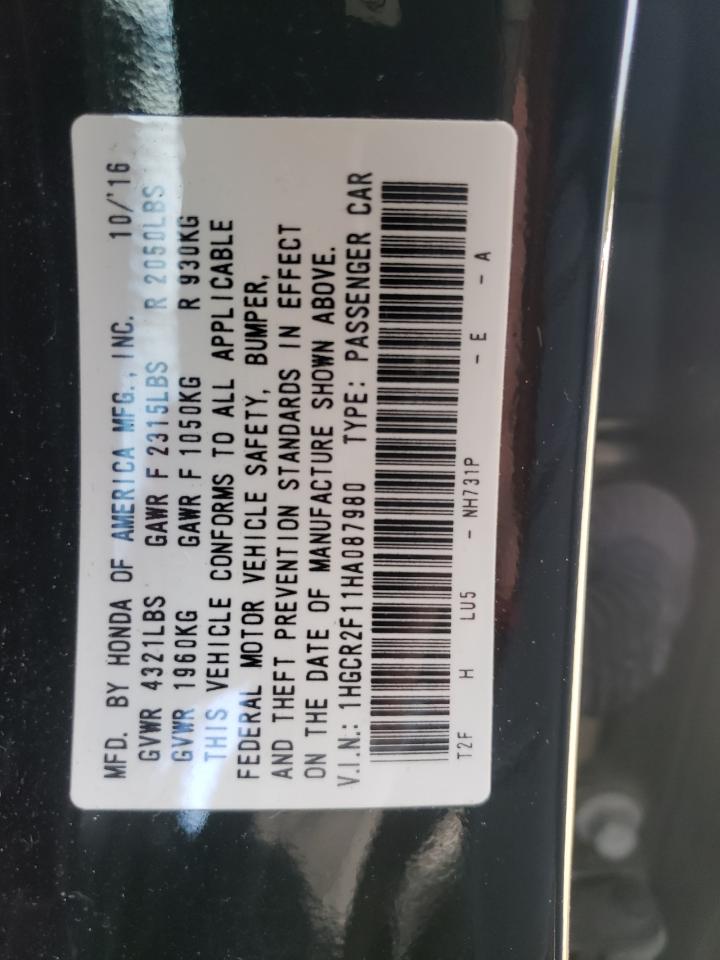 MFD. BY HONDA OF AMERICA MFG., INC. 10/'16
GVWR 4321LBS GAWR F 2315LBS R 2050LBS
GVWR 1960KG GAWR F 1050KG R 930KG
THIS VEHICLE CONFORMS TO ALL APPLICABLE
FEDERAL MOTOR VEHICLE SAFETY, BUMPER,
AND THEFT PREVENTION STANDARDS IN EFFECT
ON THE DATE OF MANUFACTURE SHOWN ABOVE.
V.I.N.: 1HGCR2F11HA087980 TYPE: PASSENGER CAR
T2F H LU5 - NH731P - E - A